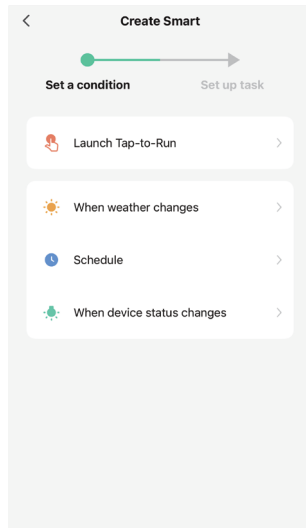 Create Smart
Set a condition
Set up task
Launch Tap-to-Run
When weather changes
Schedule
When device status changes